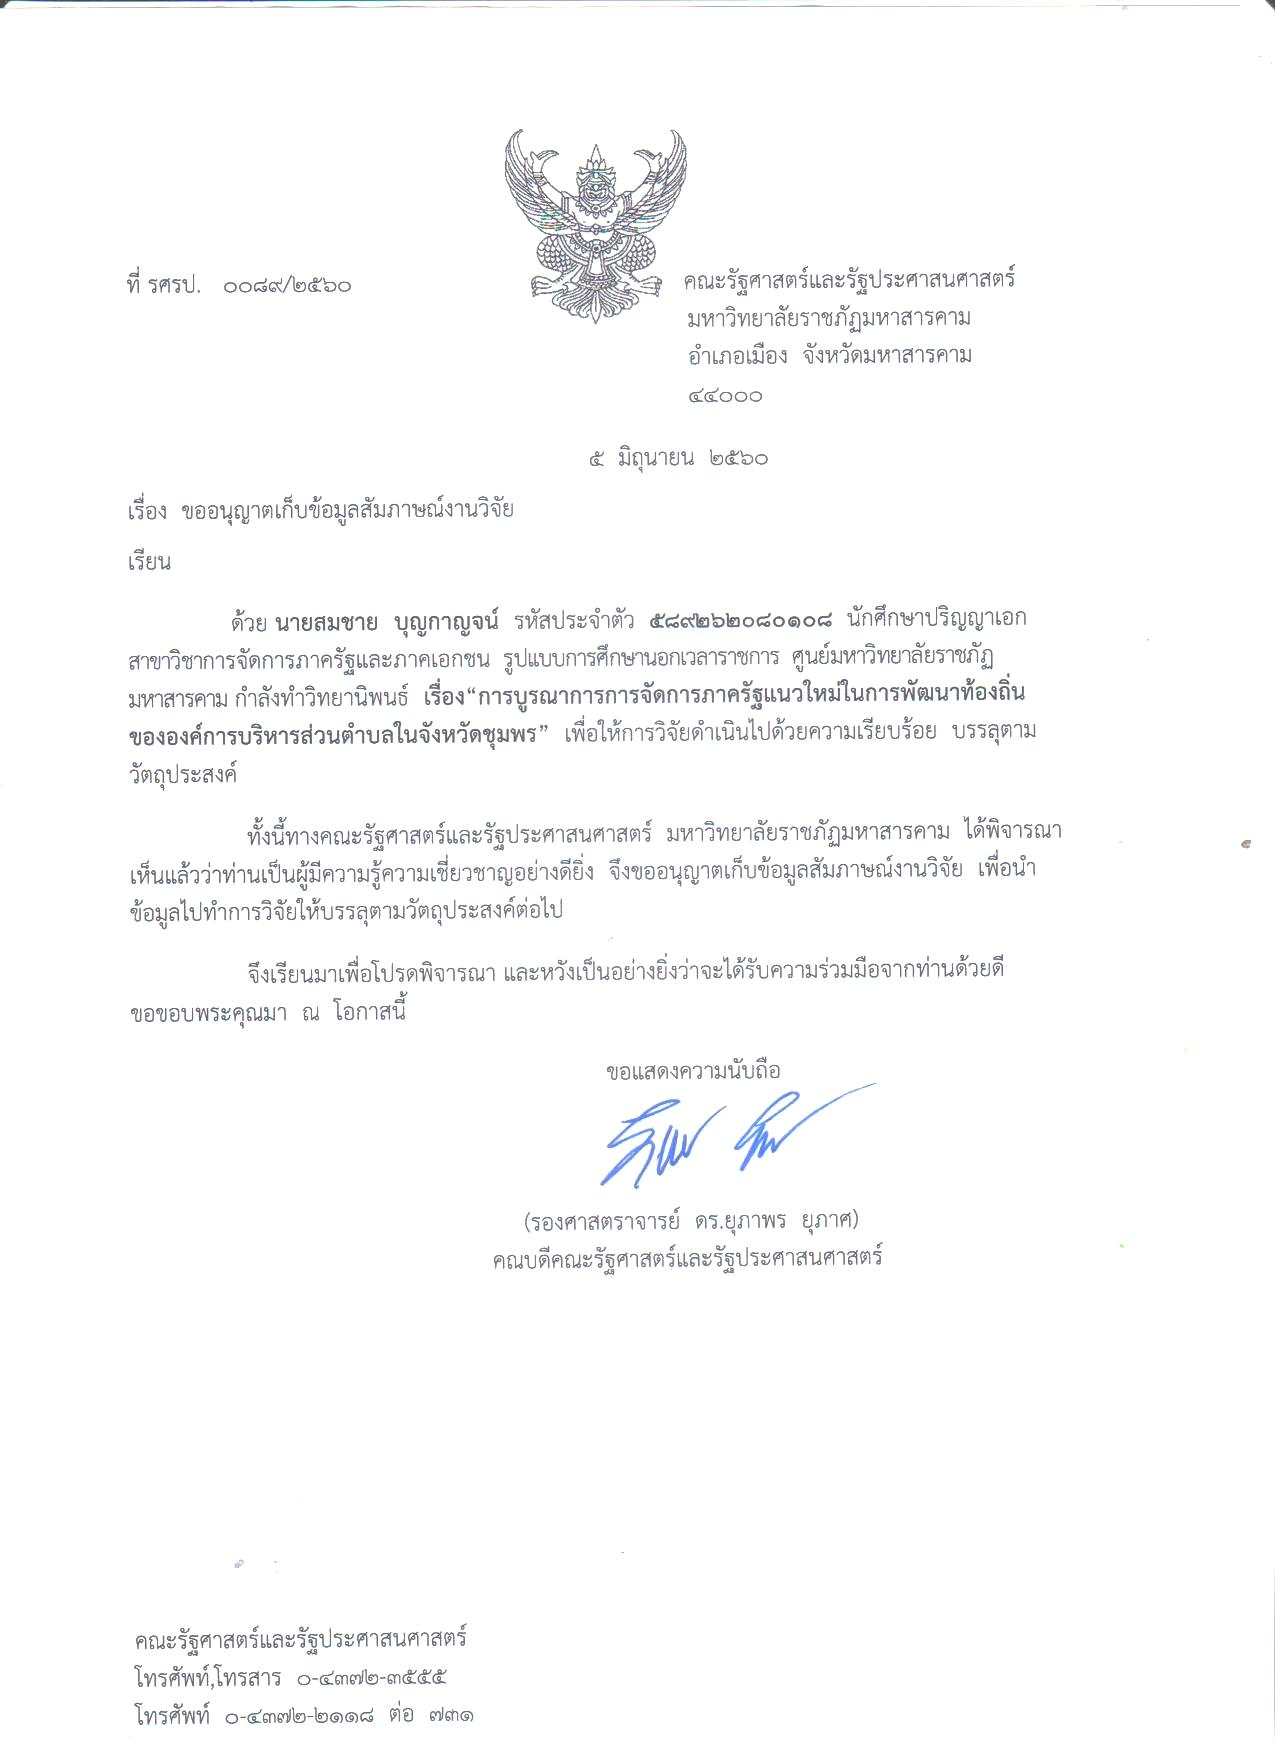 ที่ รศรป. ๐๐๘๙/๒๕๖๐
คณะรัฐศาสตร์และรัฐประศาสนศาสตร์
มหาวิทยาลัยราชภัฏมหาสารคาม
อำเภอเมือง จังหวัดมหาสารคาม
๔๔๐๐๐
๕ มิถุนายน ๒๕๖๐
เรื่อง ขออนุญาตเก็บข้อมูลสัมภาษณ์งานวิจัย
เรียน
ด้วย นายสมชาย บุญกาญจน์ รหัสประจำตัว ๕๘๙๒๖๒๐๘๐๑๐๘ นักศึกษาปริญญาเอก
สาขาวิชาการจัดการภาครัฐและภาคเอกชน รูปแบบการศึกษานอกเวลาราชการ ศูนย์มหาวิทยาลัยราชภัฏ
มหาสารคาม กำลังทำวิทยานิพนธ์ เรื่อง“การบูรณาการการจัดการภาครัฐแนวใหม่ในการพัฒนาท้องถิ่น
ขององค์การบริหารส่วนตำบลในจังหวัดชุมพร” เพื่อให้การวิจัยดำเนินไปด้วยความเรียบร้อย บรรลุตาม
วัตถุประสงค์
ทั้งนี้ทางคณะรัฐศาสตร์และรัฐประศาสนศาสตร์ มหาวิทยาลัยราชภัฏมหาสารคาม ได้พิจารณา
เห็นแล้วว่าท่านเป็นผู้มีความรู้ความเชี่ยวชาญอย่างดียิ่ง จึงขออนุญาตเก็บข้อมูลสัมภาษณ์งานวิจัย เพื่อนำ
ข้อมูลไปทำการวิจัยให้บรรลุตามวัตถุประสงค์ต่อไป
จึงเรียนมาเพื่อโปรดพิจารณา และหวังเป็นอย่างยิ่งว่าจะได้รับความร่วมมือจากท่านด้วยดี
ขอขอบพระคุณมา ณ โอกาสนี้
ขอแสดงความนับถือ
(รองศาสตราจารย์ ดร.ยุภาพร ยุภาศ)
คณบดีคณะรัฐศาสตร์และรัฐประศาสนศาสตร์
คณะรัฐศาสตร์และรัฐประศาสนศาสตร์
โทรศัพท์,โทรสาร ๐-๔๓๗๒-๓๕๕๕
โทรศัพท์ ๐-๔๓๗๒-๒๑๑๘ ต่อ ๗๓๑